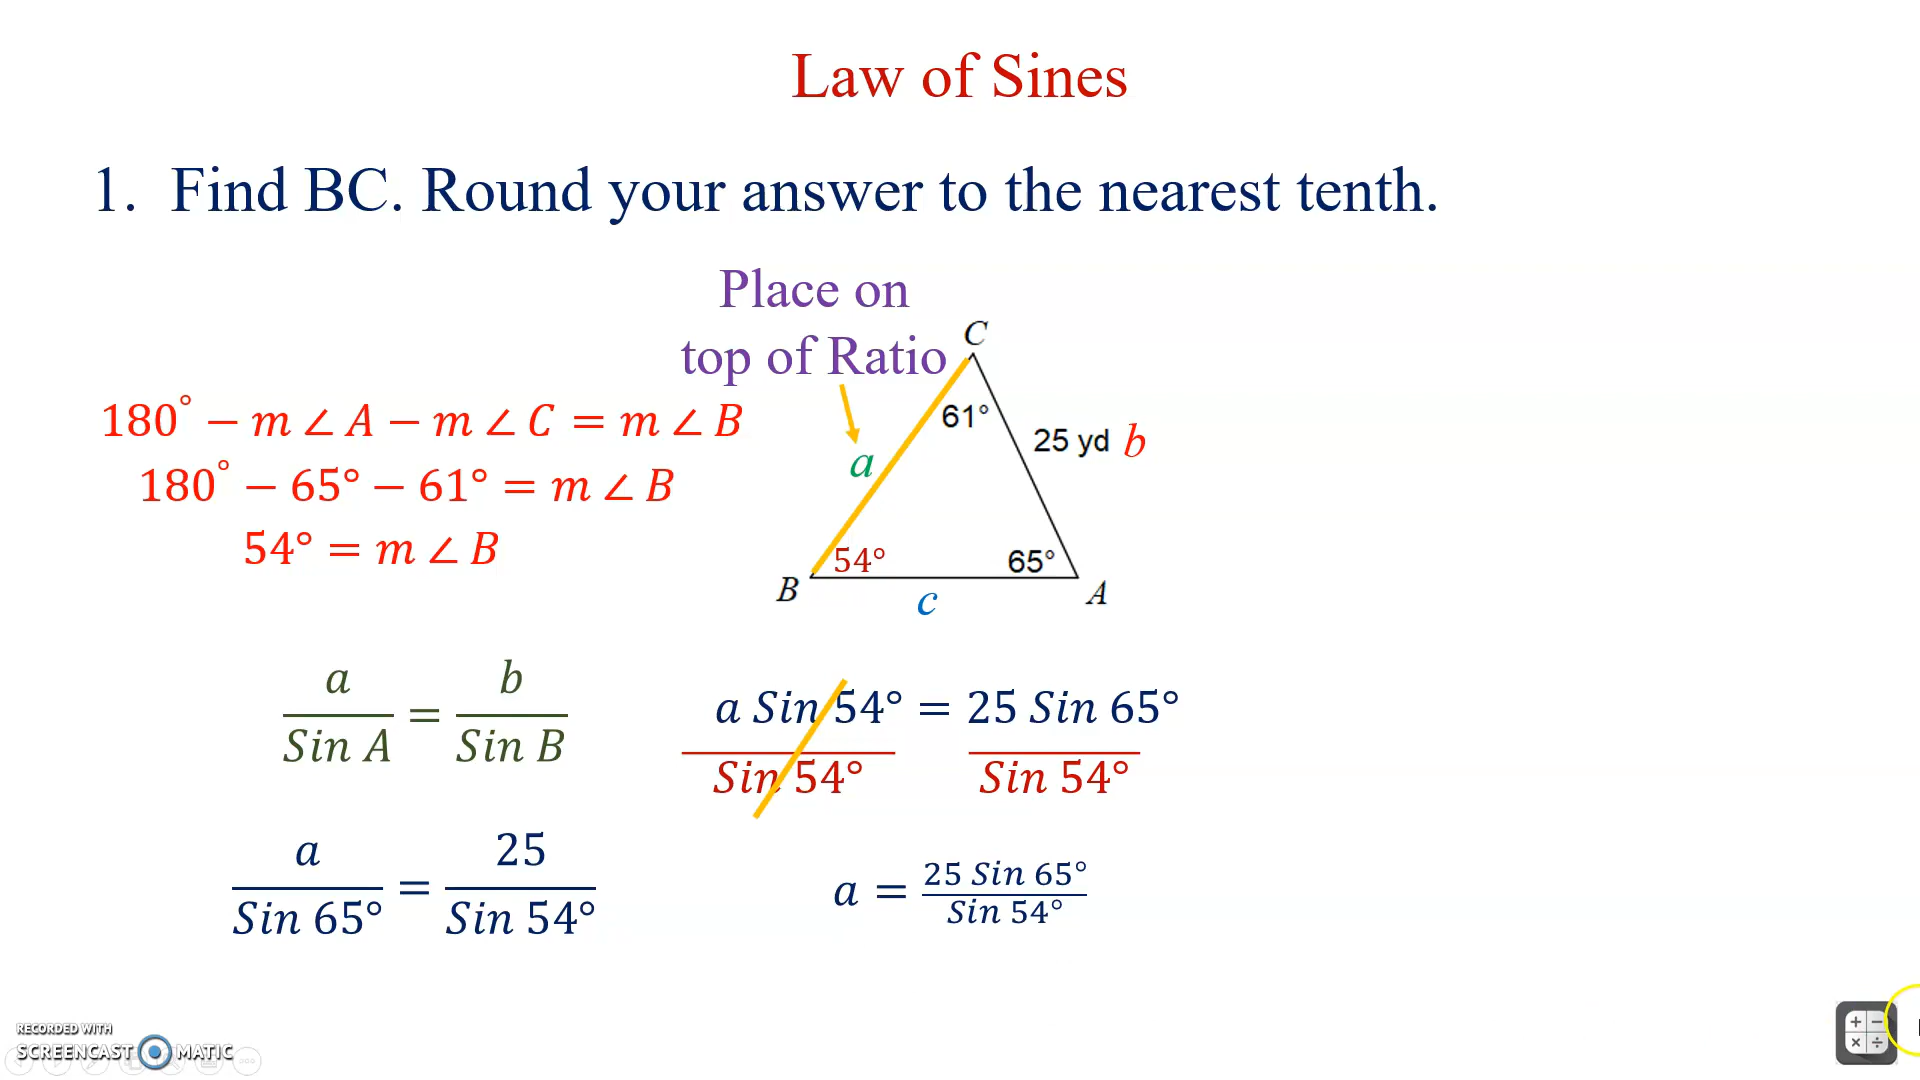 Law of Sines
1. Find BC. Round your answer to the nearest tenth.
Place on
top of Ratio
C
180° − m ∠ A − m ∠ C = m ∠ B
61°
25 yd b
a
180° − 65° − 61° = m ∠ B
54° = m ∠ B
54°
65°
B
A
c
a / Sin A = b / Sin B
a Sin 54° / Sin 54° = 25 Sin 65° / Sin 54°
a / Sin 65° = 25 / Sin 54°
a = 25 Sin 65° / Sin 54°
+ −
× ÷
RECORDED WITH
SCREENCAST MATIC